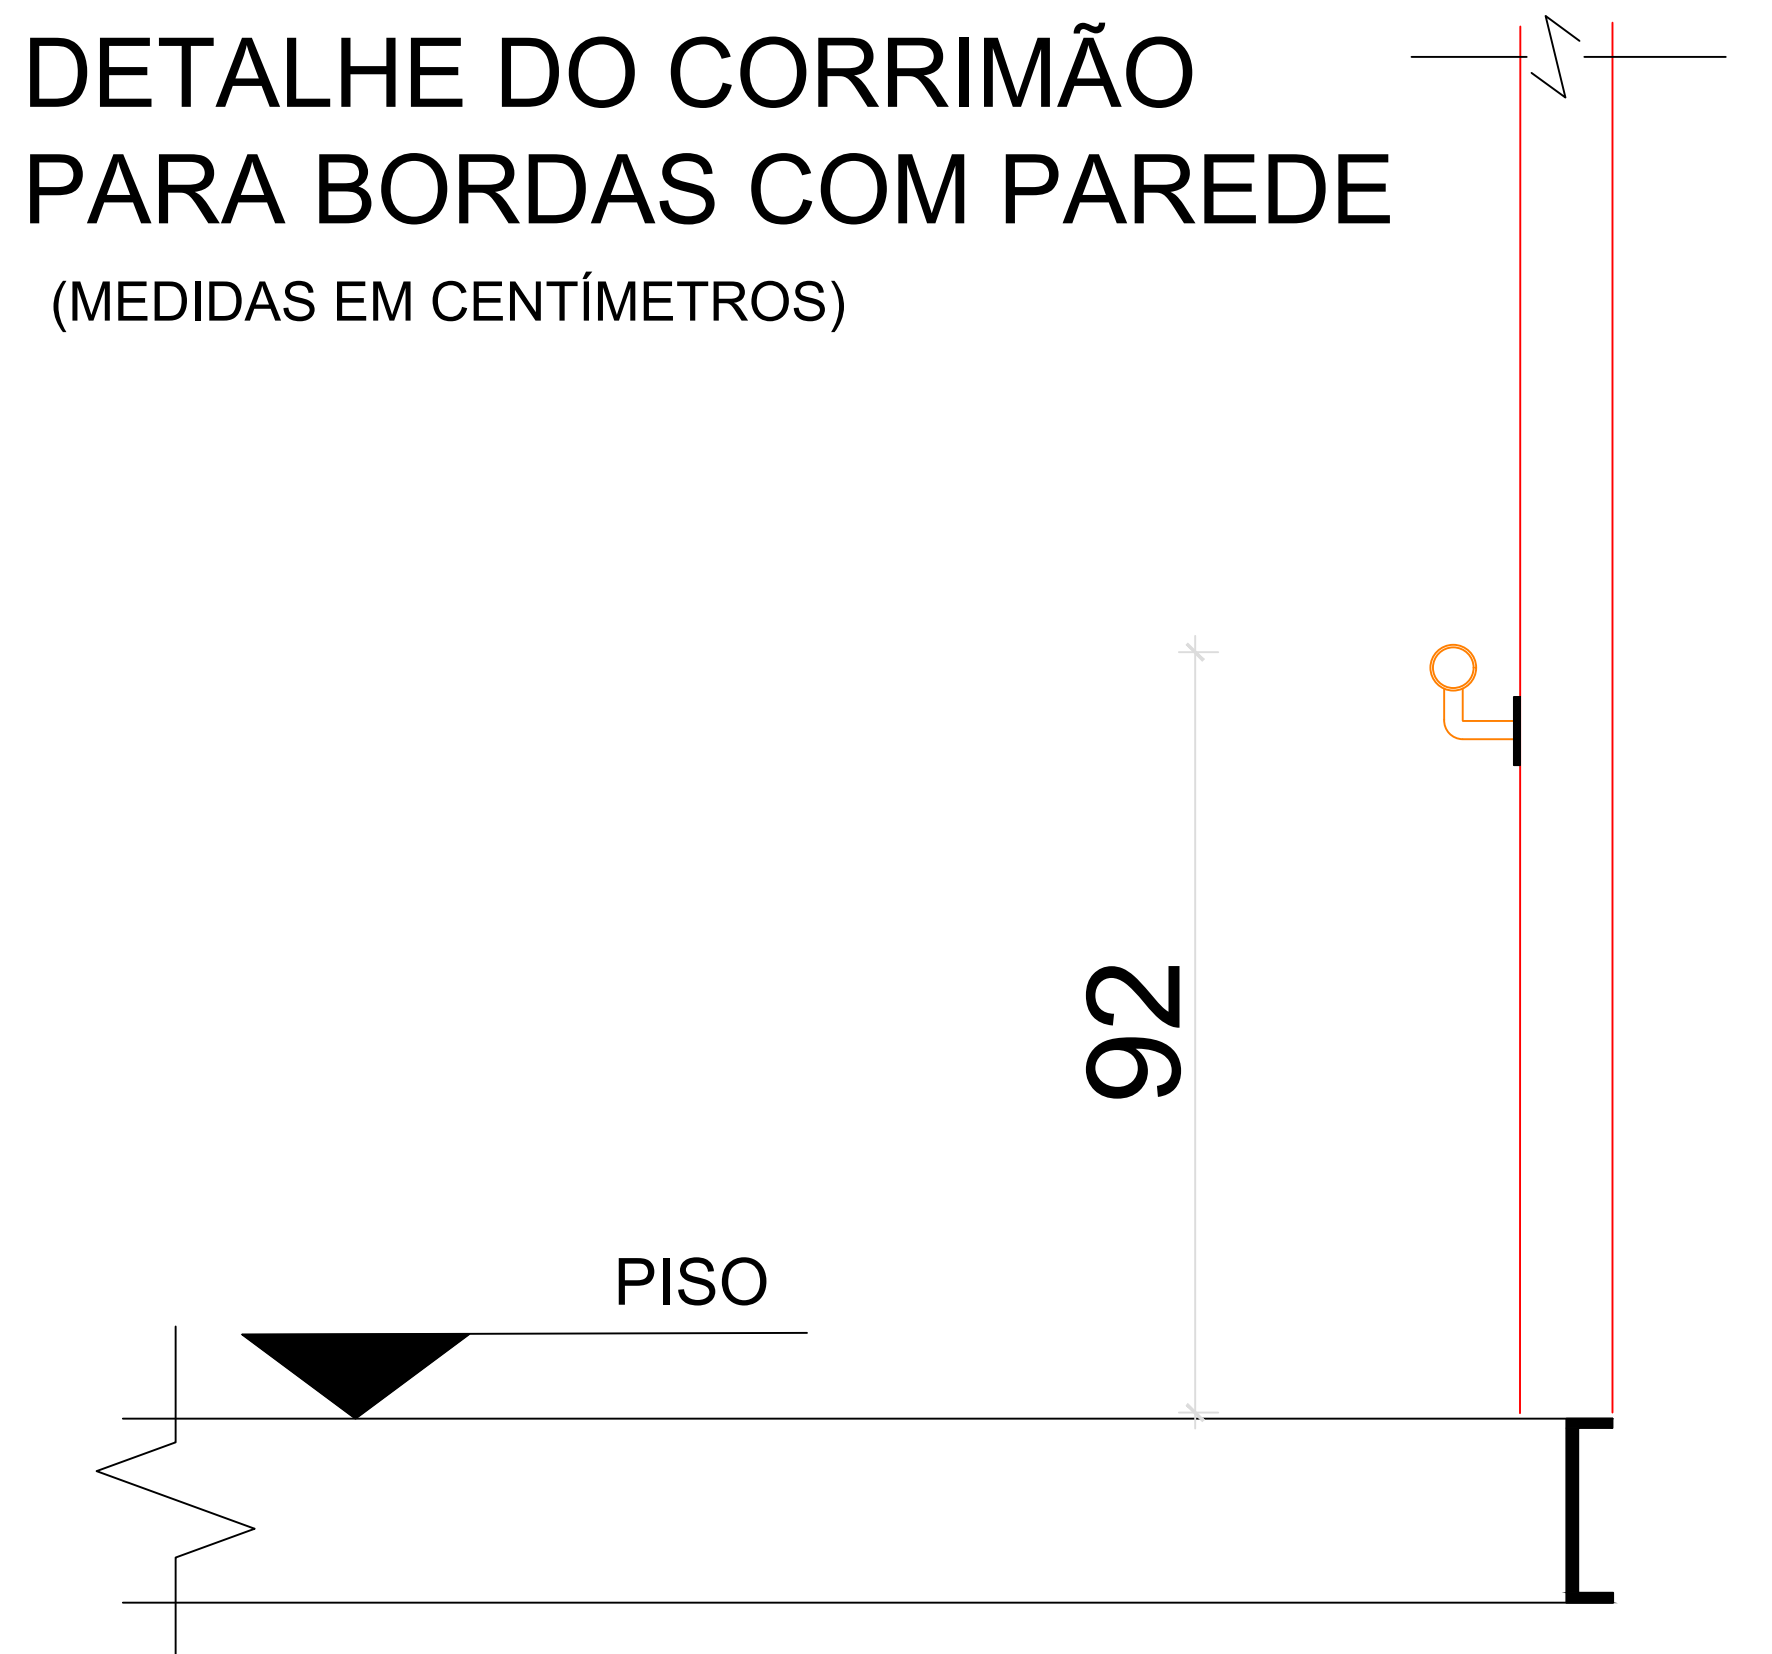 DETALHE DO CORRIMÃO
PARA BORDAS COM PAREDE
(MEDIDAS EM CENTÍMETROS)
92
PISO